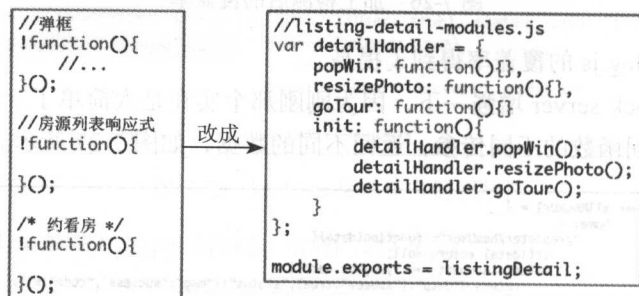 //弹框
!function(){
//...
}();
//房源列表响应式
!function(){
}();
/* 约看房 */
!function(){
}();
改成
//listing-detail-modules.js
var detailHandler = {
popWin: function(){},
resizePhoto: function(){},
goTour: function(){}
init: function(){
detailHandler.popWin();
detailHandler.resizePhoto();
detailHandler.goTour();
}
};
module.exports = listingDetail;